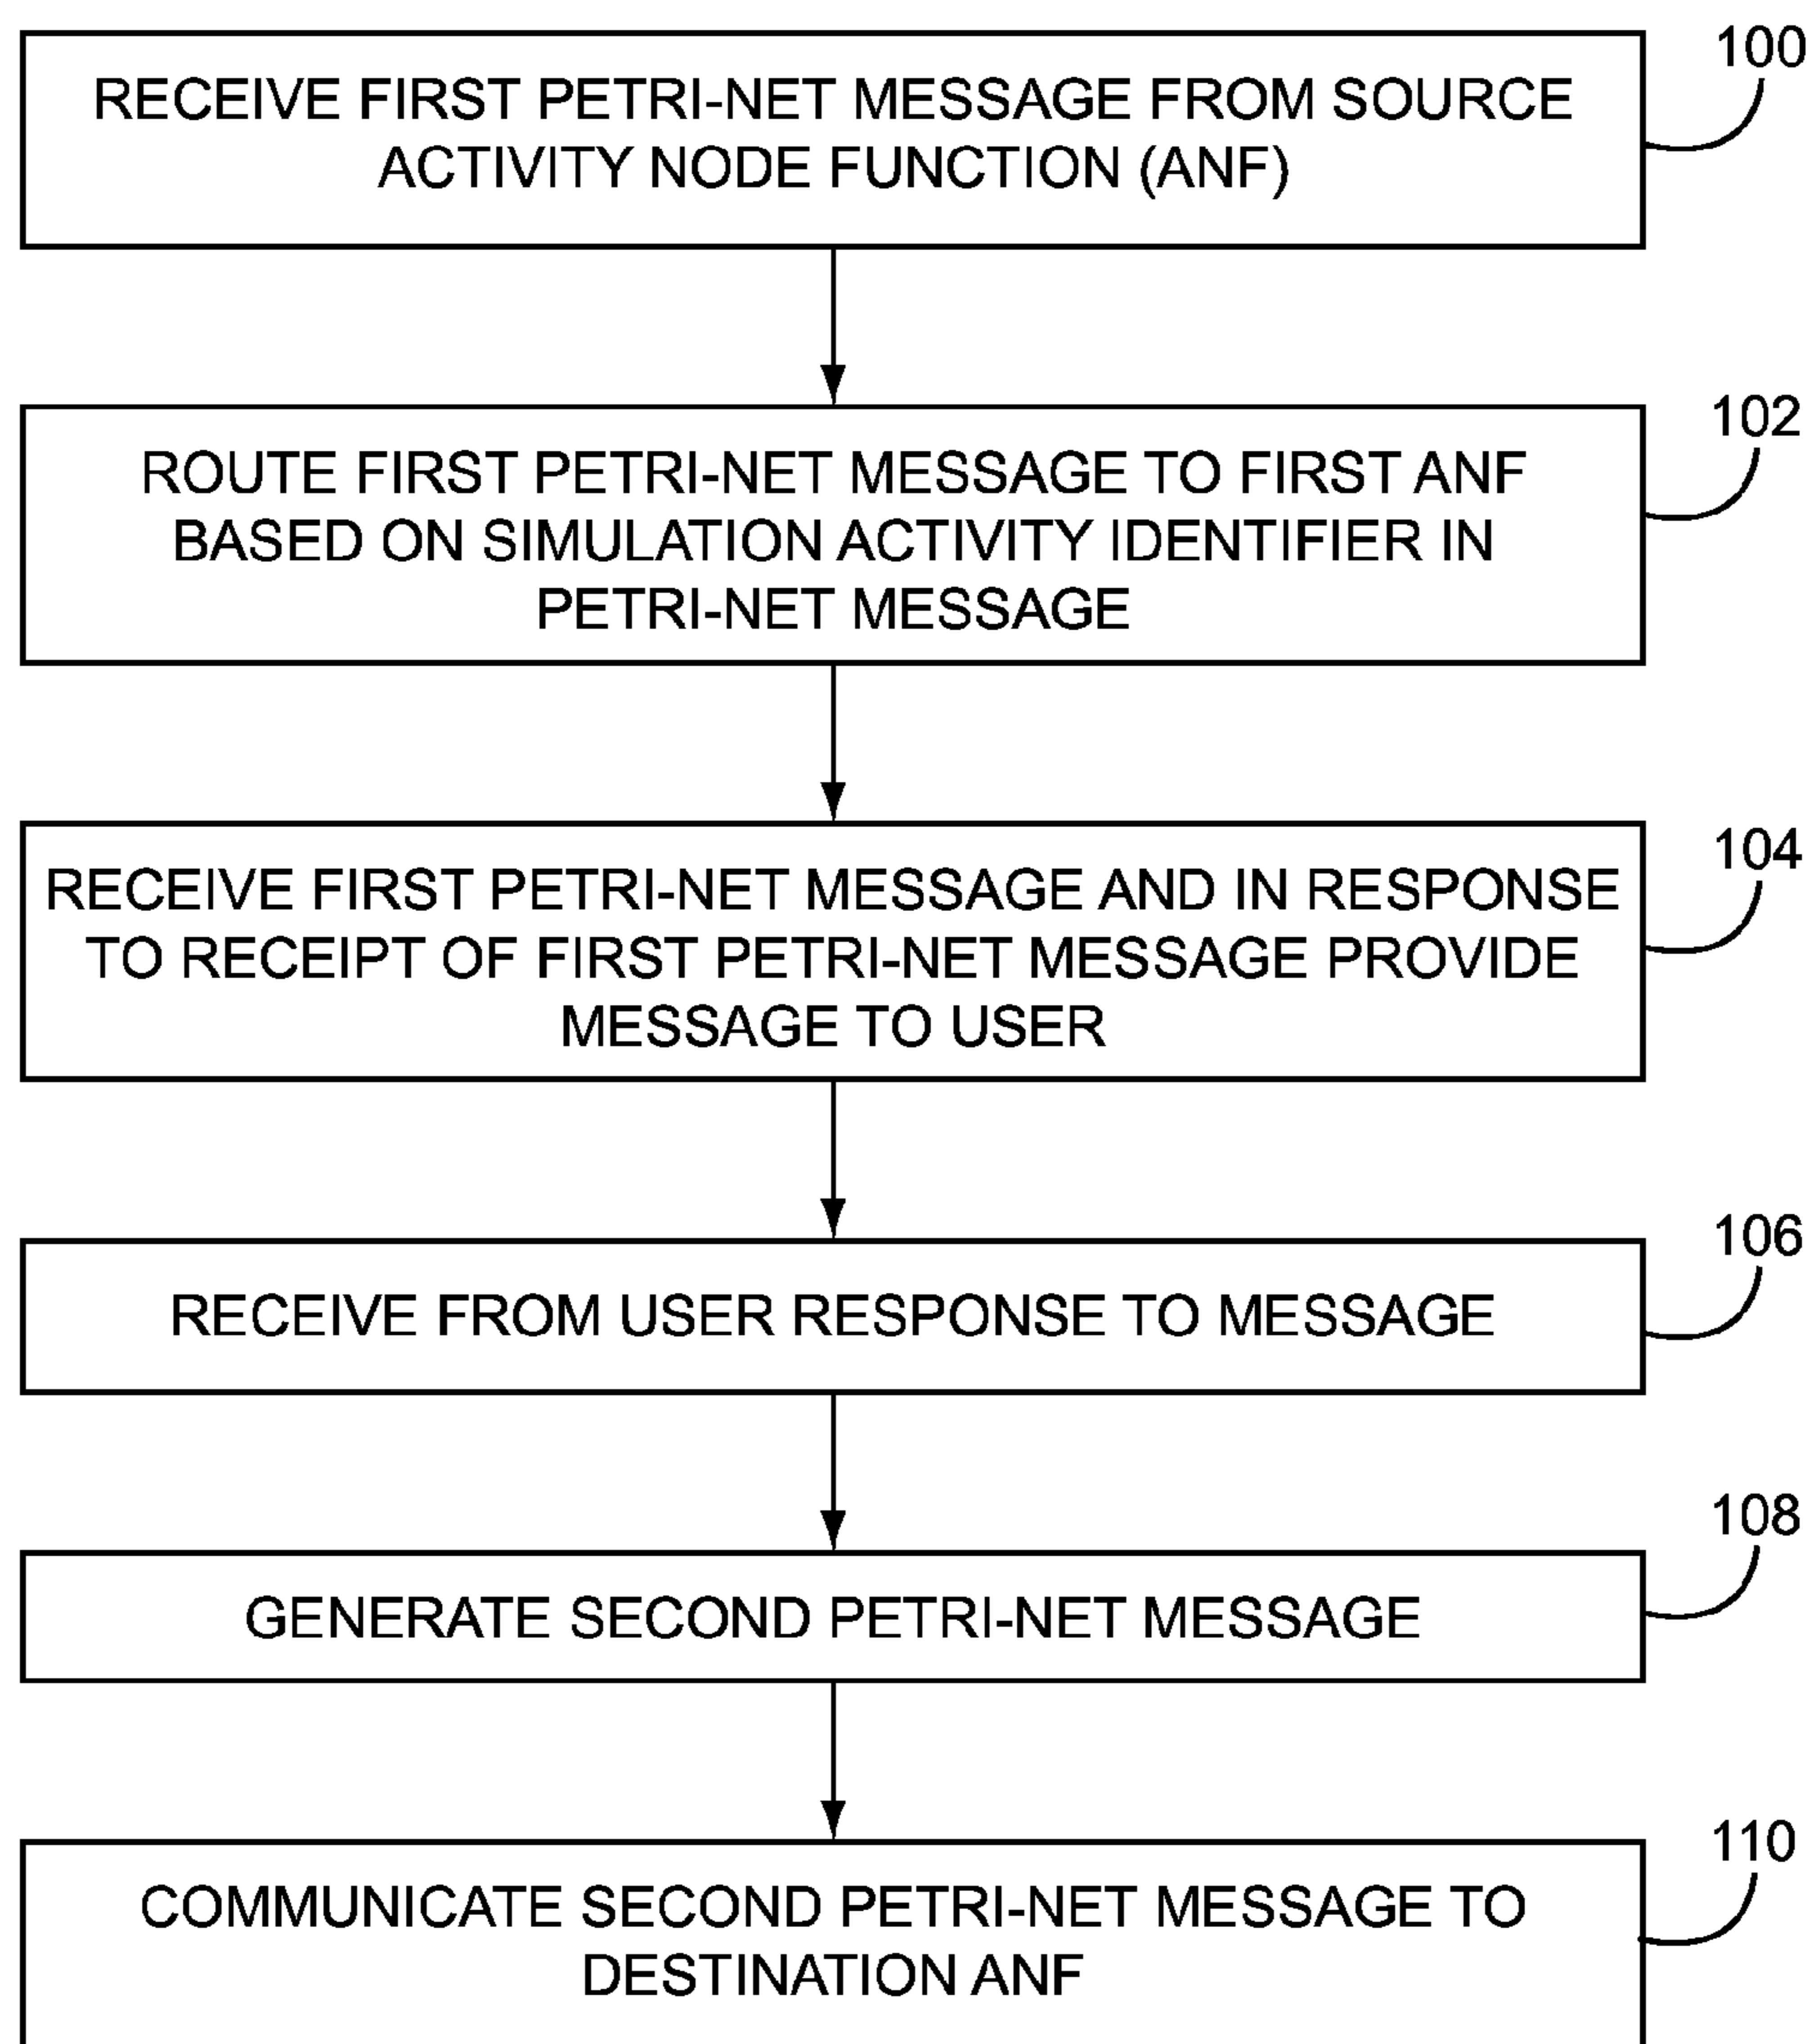 100
RECEIVE FIRST PETRI-NET MESSAGE FROM SOURCE
ACTIVITY NODE FUNCTION (ANF)
102
ROUTE FIRST PETRI-NET MESSAGE TO FIRST ANF
BASED ON SIMULATION ACTIVITY IDENTIFIER IN
PETRI-NET MESSAGE
104
RECEIVE FIRST PETRI-NET MESSAGE AND IN RESPONSE
TO RECEIPT OF FIRST PETRI-NET MESSAGE PROVIDE
MESSAGE TO USER
106
RECEIVE FROM USER RESPONSE TO MESSAGE
108
GENERATE SECOND PETRI-NET MESSAGE
110
COMMUNICATE SECOND PETRI-NET MESSAGE TO
DESTINATION ANF